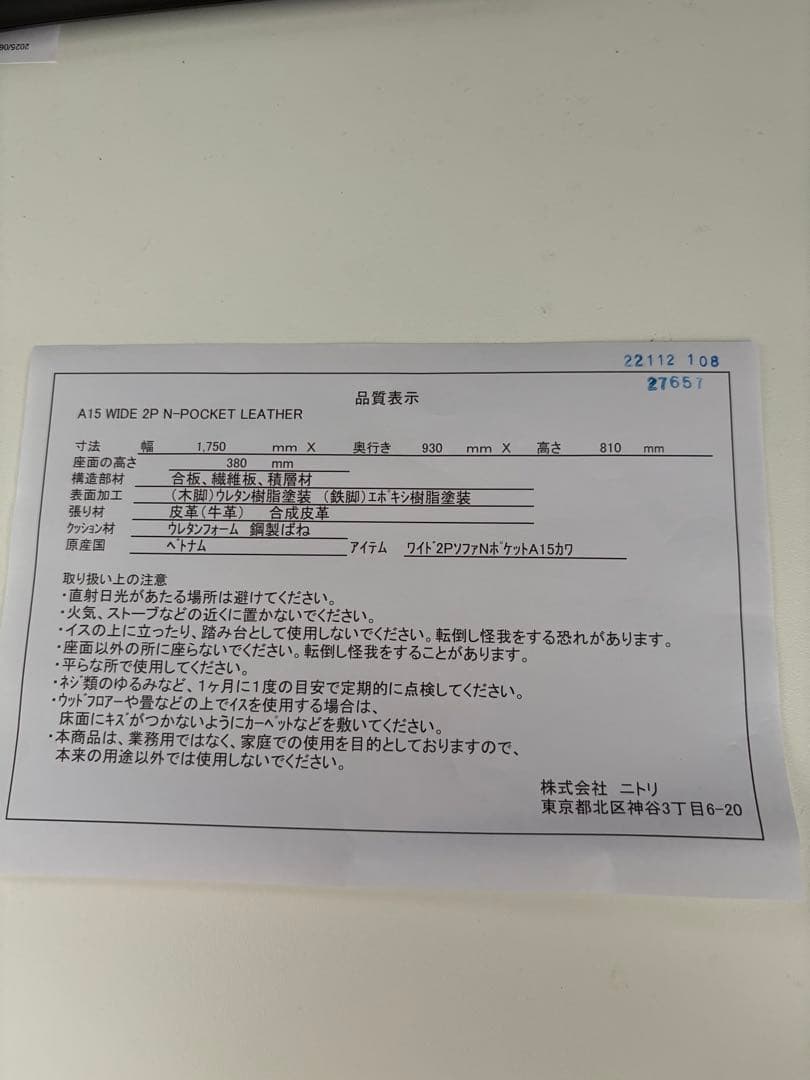 2025/06
22112 108
27657
品質表示
A15 WIDE 2P N-POCKET LEATHER
寸法 幅 1,750 mm X 奥行き 930 mm X 高さ 810 mm
座面の高さ 380 mm
構造部材 合板、繊維板、積層材
表面加工 (木脚)ウレタン樹脂塗装 (鉄脚)エポキシ樹脂塗装
張り材 皮革(牛革) 合成皮革
クッション材 ウレタンフォーム 鋼製ばね
原産国 ベトナム アイテム ワイド2PソファNポケットA15カワ
取り扱い上の注意
・直射日光があたる場所は避けてください。
・火気、ストーブなどの近くに置かないでください。
・イスの上に立ったり、踏み台として使用しないでください。転倒し怪我をする恐れがあります。
・座面以外の所に座らないでください。転倒し怪我をすることがあります。
・平らな所で使用してください。
・ネジ類のゆるみなど、1ヶ月に1度の目安で定期的に点検してください。
・ウッドフロアーや畳などの上でイスを使用する場合は、
床面にキズがつかないようにカーペットなどを敷いてください。
・本商品は、業務用ではなく、家庭での使用を目的としておりますので、
本来の用途以外では使用しないでください。
株式会社 ニトリ
東京都北区神谷3丁目6-20